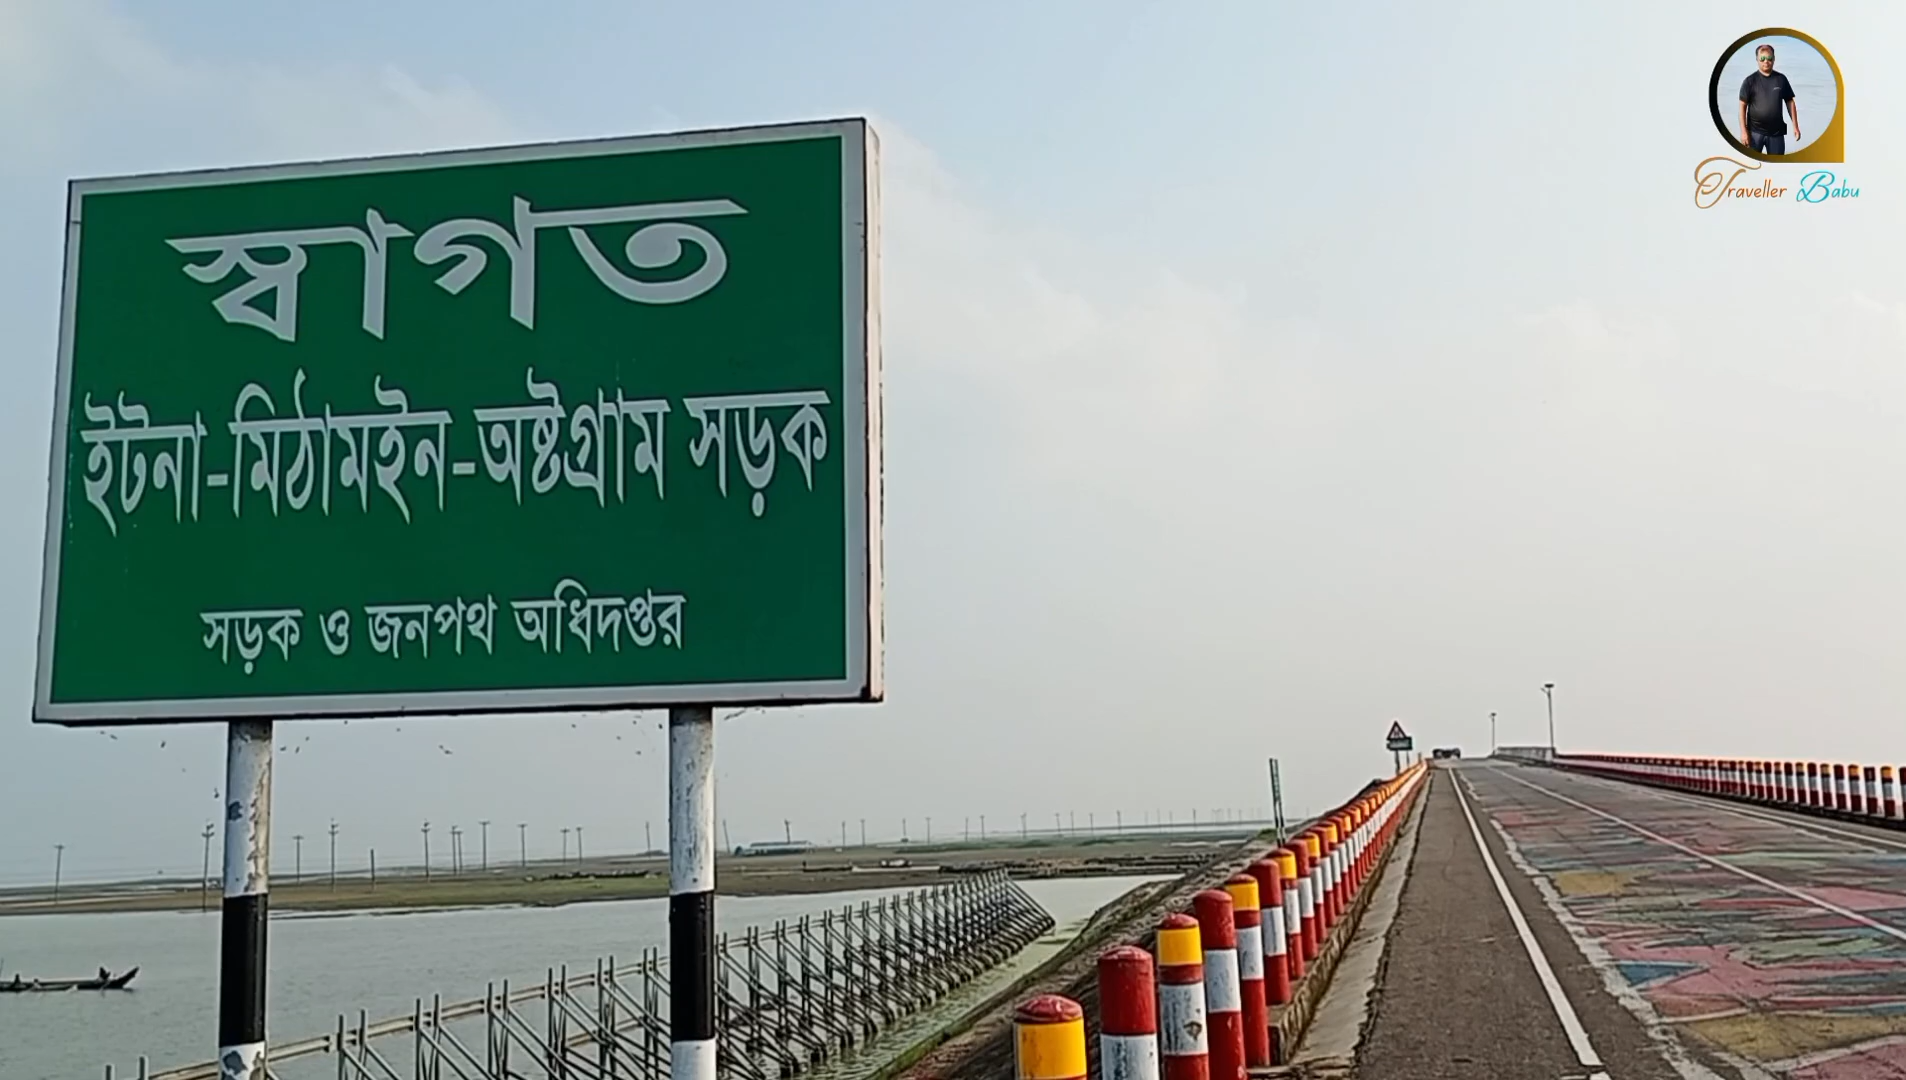 স্বাগত
ইটনা-মিঠামইন-অষ্টগ্রাম সড়ক
সড়ক ও জনপথ অধিদপ্তর
Traveller Babu